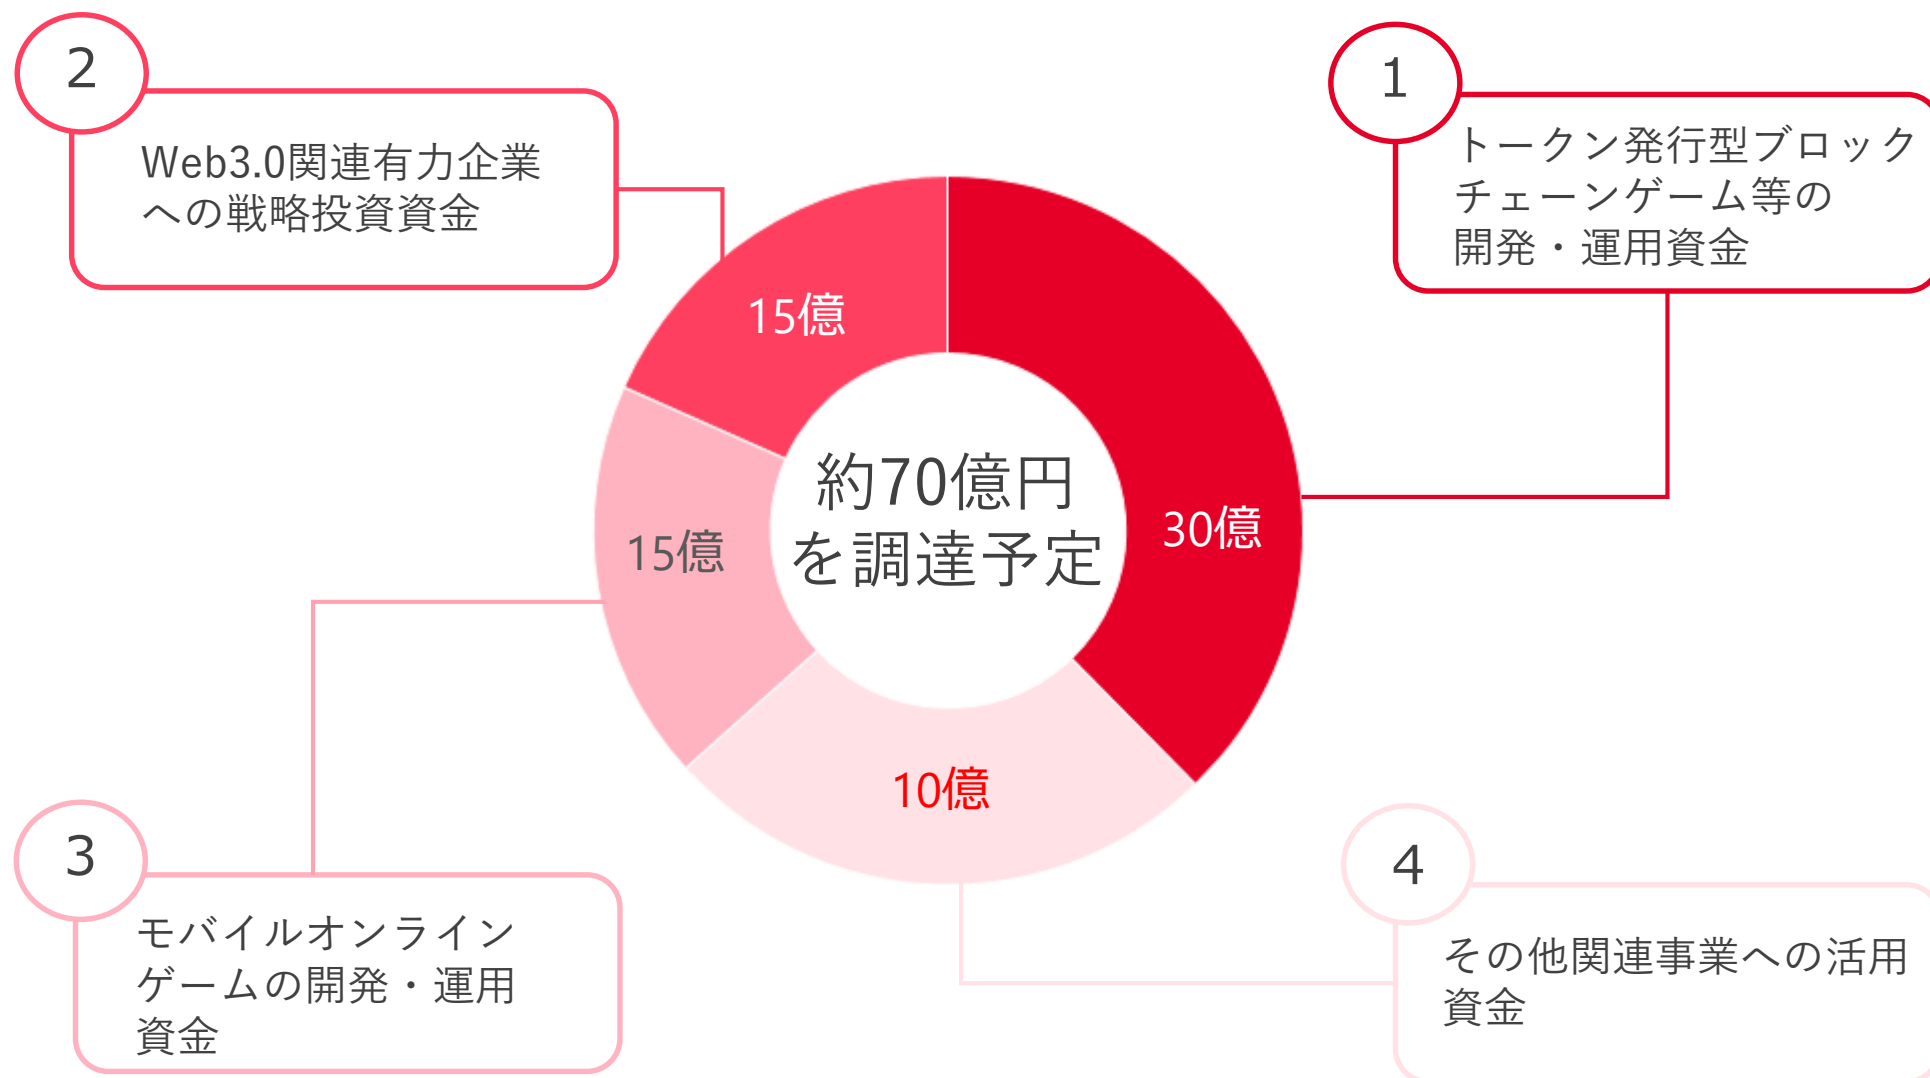 1
トークン発行型ブロック
チェーンゲーム等の
開発・運用資金
2
Web3.0関連有力企業
への戦略投資資金
15億
30億
15億
10億
約70億円
を調達予定
3
モバイルオンライン
ゲームの開発・運用
資金
4
その他関連事業への活用
資金